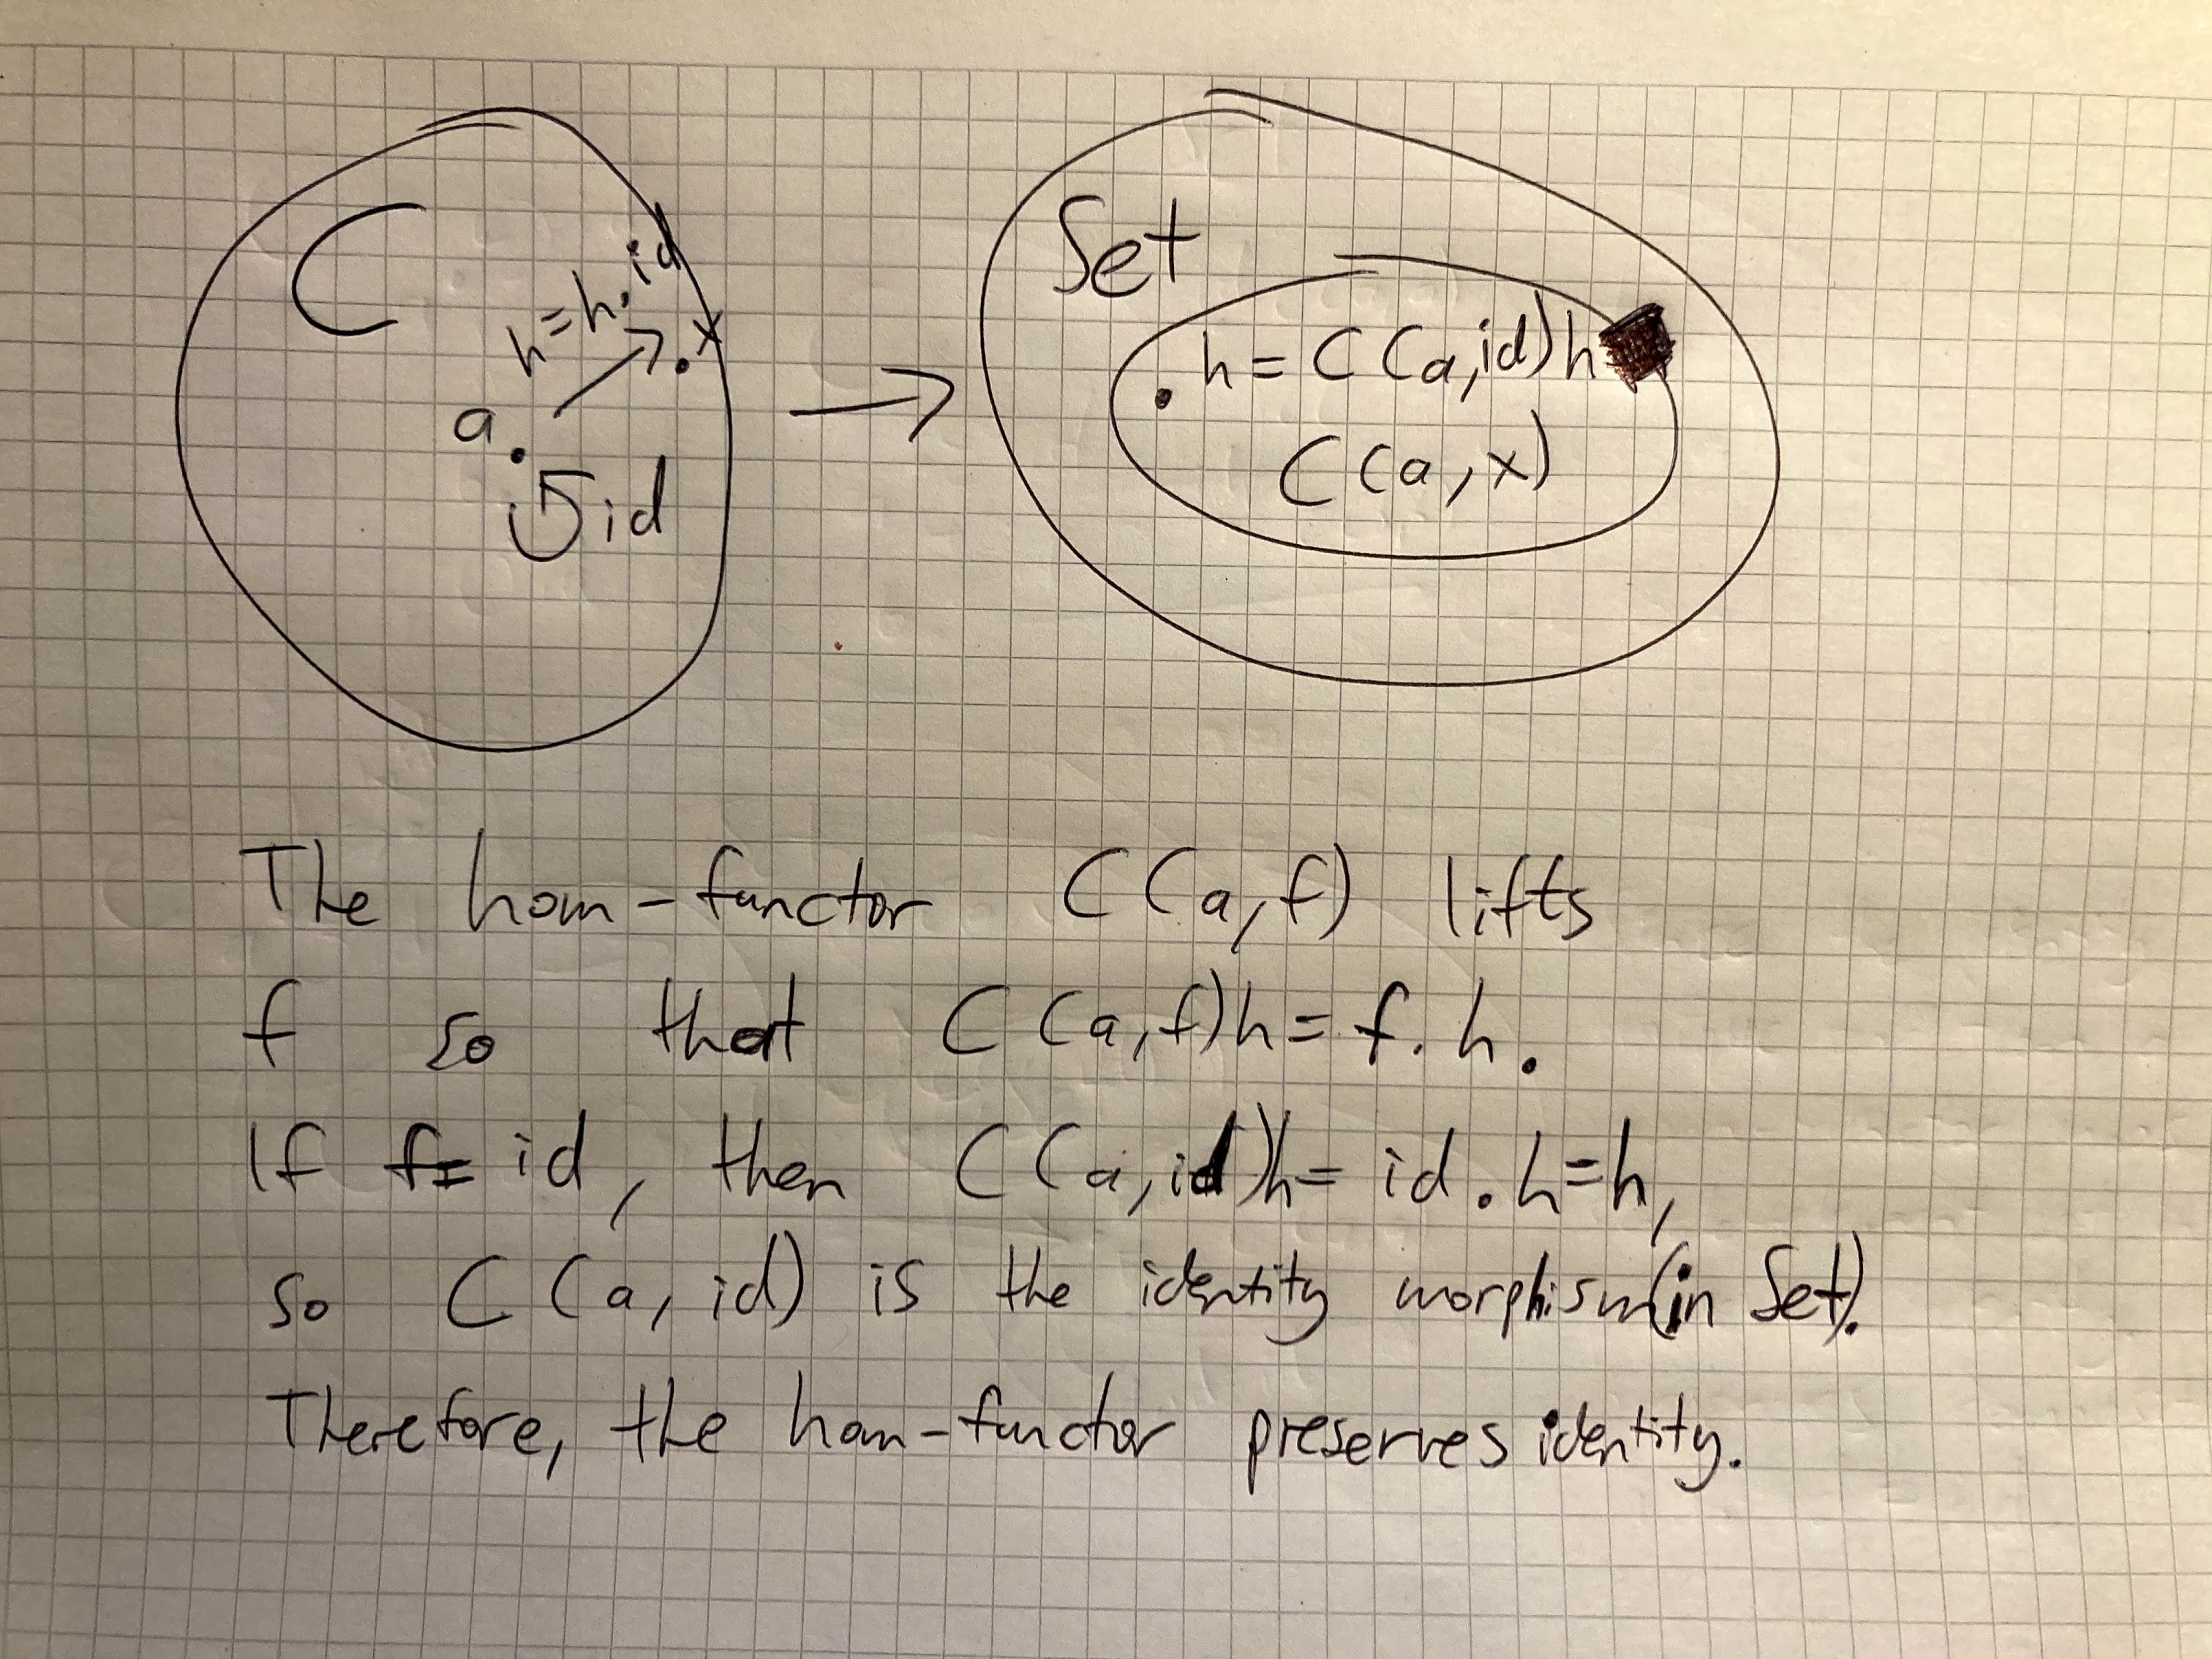 C
h=h.id
x
a
id
Set
h=C(a,id)h
C(a,x)
The hom-functor C(a,f) lifts
f so that C(a,f)h=f.h.
If f=id, then C(a,id)h=id.h=h,
so C(a,id) is the identity morphism(in Set).
Therefore, the hom-functor preserves identity.